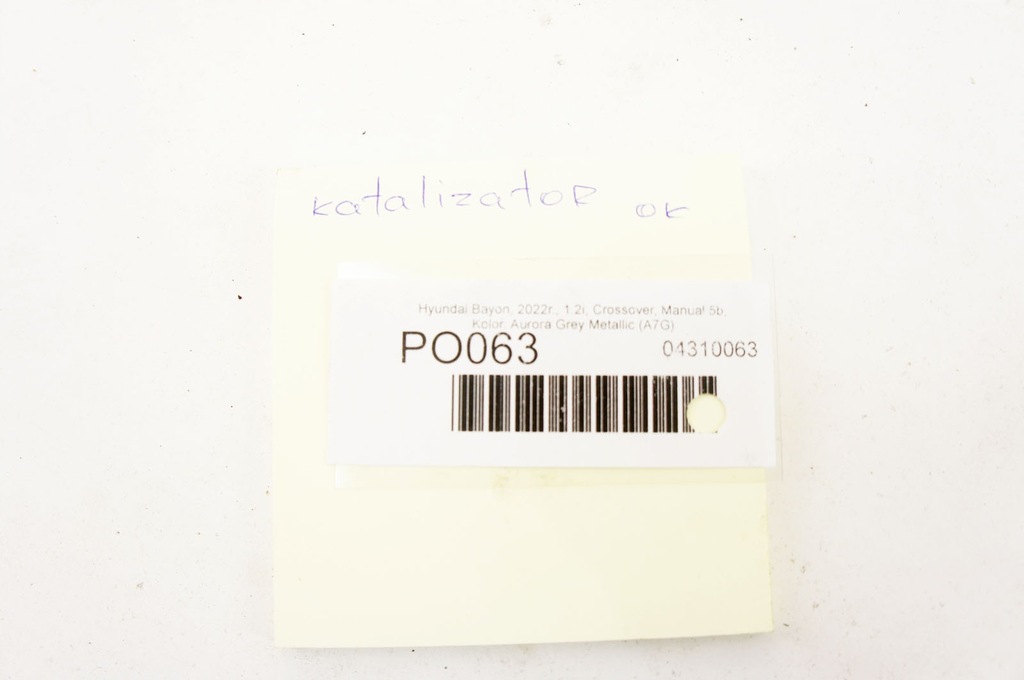 katalizator ok
Hyundai Bayon, 2022r., 1.2i, Crossover, Manual 5b,
Kolor: Aurora Grey Metallic (A7G)
PO063 04310063